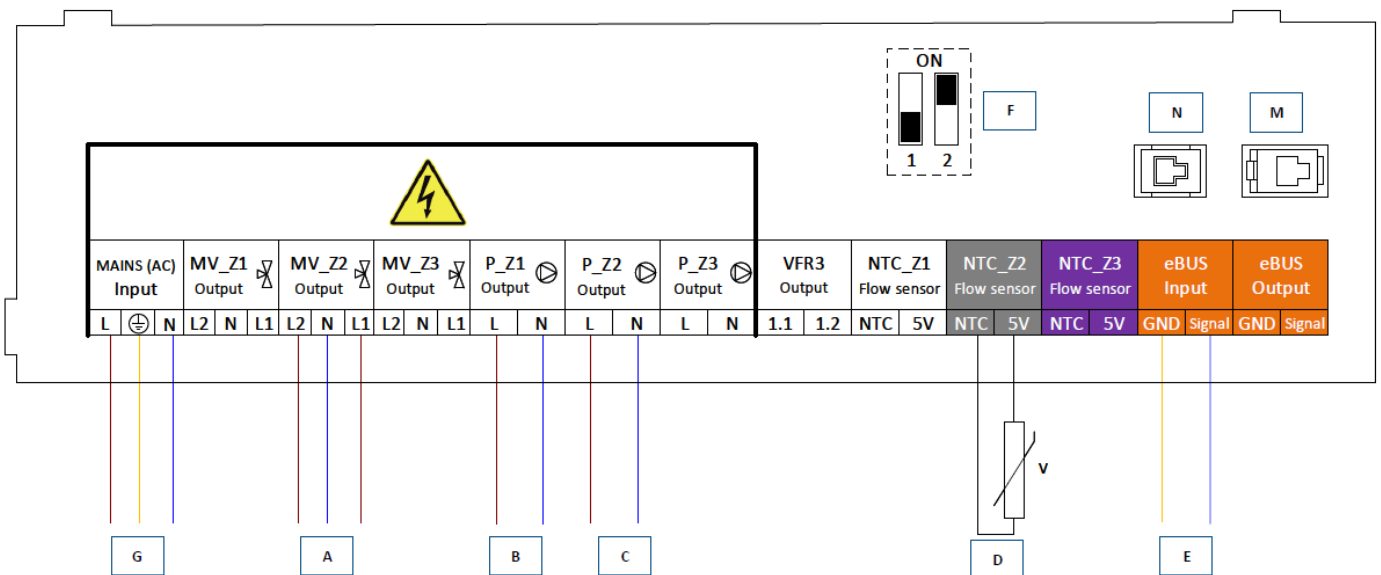 ON
1 2
F
N
M
MAINS (AC)
Input
MV_Z1
Output
MV_Z2
Output
MV_Z3
Output
P_Z1
Output
P_Z2
Output
P_Z3
Output
VFR3
Output
NTC_Z1
Flow sensor
NTC_Z2
Flow sensor
NTC_Z3
Flow sensor
eBUS
Input
eBUS
Output
L N L2 N L1 L2 N L1 L2 N L1 L N L N L N 1.1 1.2 NTC 5V NTC 5V NTC 5V GND Signal GND Signal
V
G
A
B
C
D
E